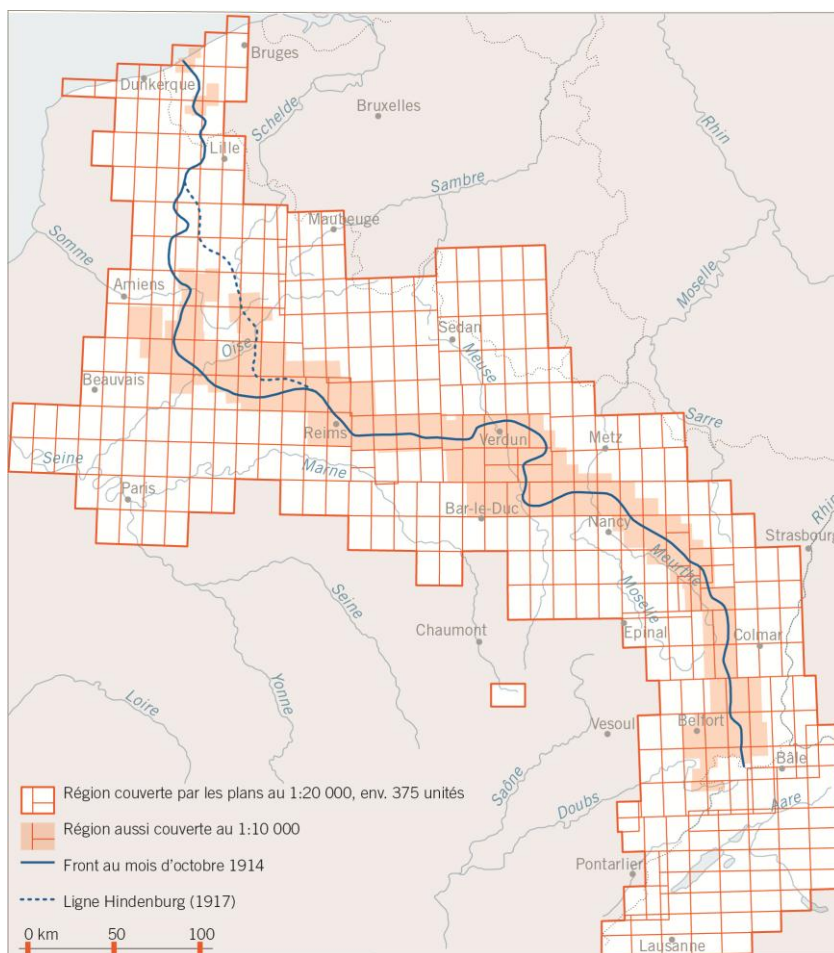 Bruges
Dunkerque
Bruxelles
Schelde
Rhin
Lille
Sambre
Maubeuge
Somme
Moselle
Amiens
Sedan
Meuse
Oise
Beauvais
Sarre
Reims
Verdun
Metz
Seine
Marne
Paris
Bar-le-Duc
Nancy
Rhin
Strasbourg
Meurthe
Moselle
Seine
Chaumont
Epinal
Colmar
Yonne
Loire
Vesoul
Belfort
Saône
Bâle
Région couverte par les plans au 1:20 000, env. 375 unités
Doubs
Aare
Région aussi couverte au 1:10 000
Front au mois d'octobre 1914
Pontarlier
Ligne Hindenburg (1917)
0 km 50 100
Lausanne